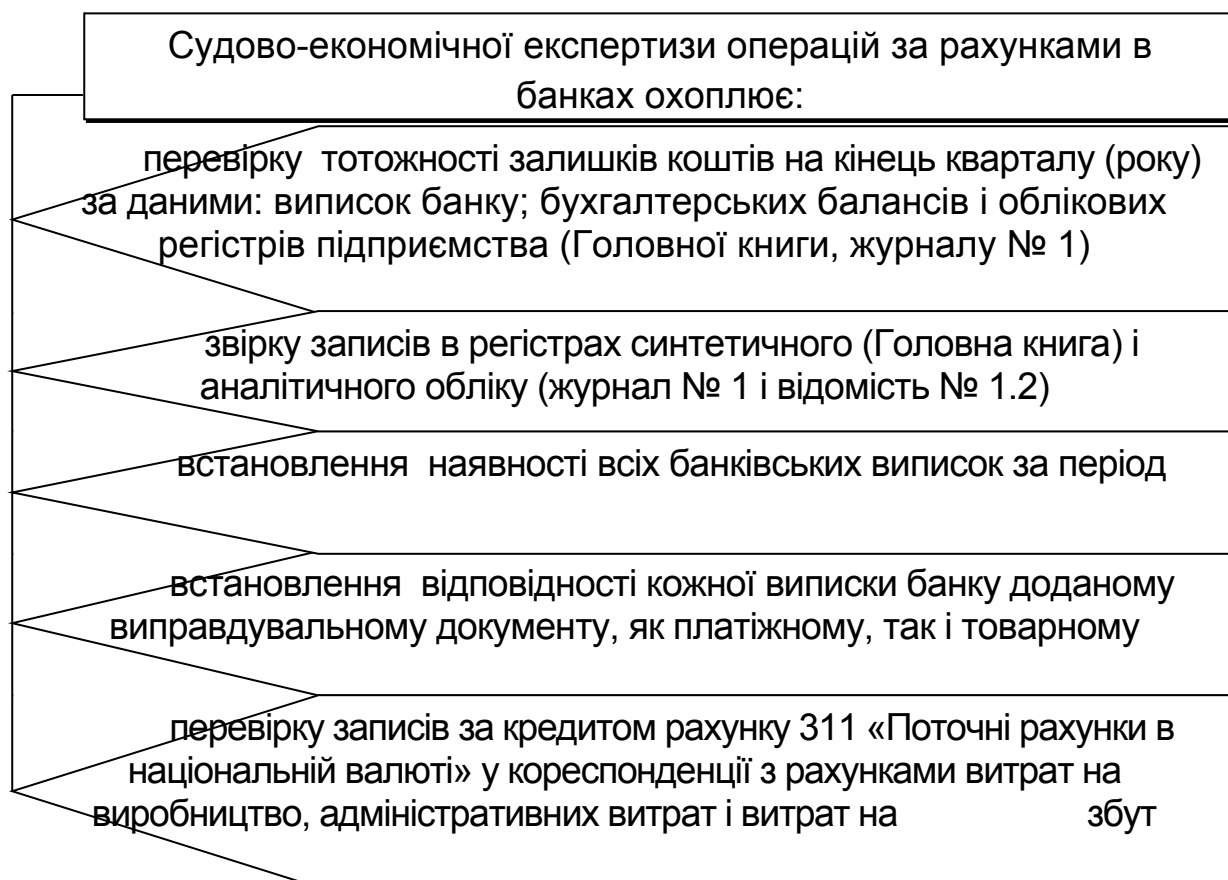 Судово-економічної експертизи операцій за рахунками в
банках охоплює:
перевірку тотожності залишків коштів на кінець кварталу (року)
за даними: виписок банку; бухгалтерських балансів і облікових
регістрів підприємства (Головної книги, журналу № 1)
звірку записів в регістрах синтетичного (Головна книга) і
аналітичного обліку (журнал № 1 і відомість № 1.2)
встановлення наявності всіх банківських виписок за період
встановлення відповідності кожної виписки банку доданому
виправдувальному документу, як платіжному, так і товарному
перевірку записів за кредитом рахунку 311 «Поточні рахунки в
національній валюті» у кореспонденції з рахунками витрат на
виробництво, адміністративних витрат і витрат на збут